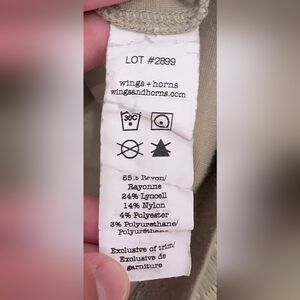 LOT #2899
wings+horns
wingsandhorns.com
30C
55% Rayon/
Rayonne
24% Lyocell
14% Nylon
4% Polyester
3% Polyurethane/
Exclusive of trim/
Exclusive de
garniture